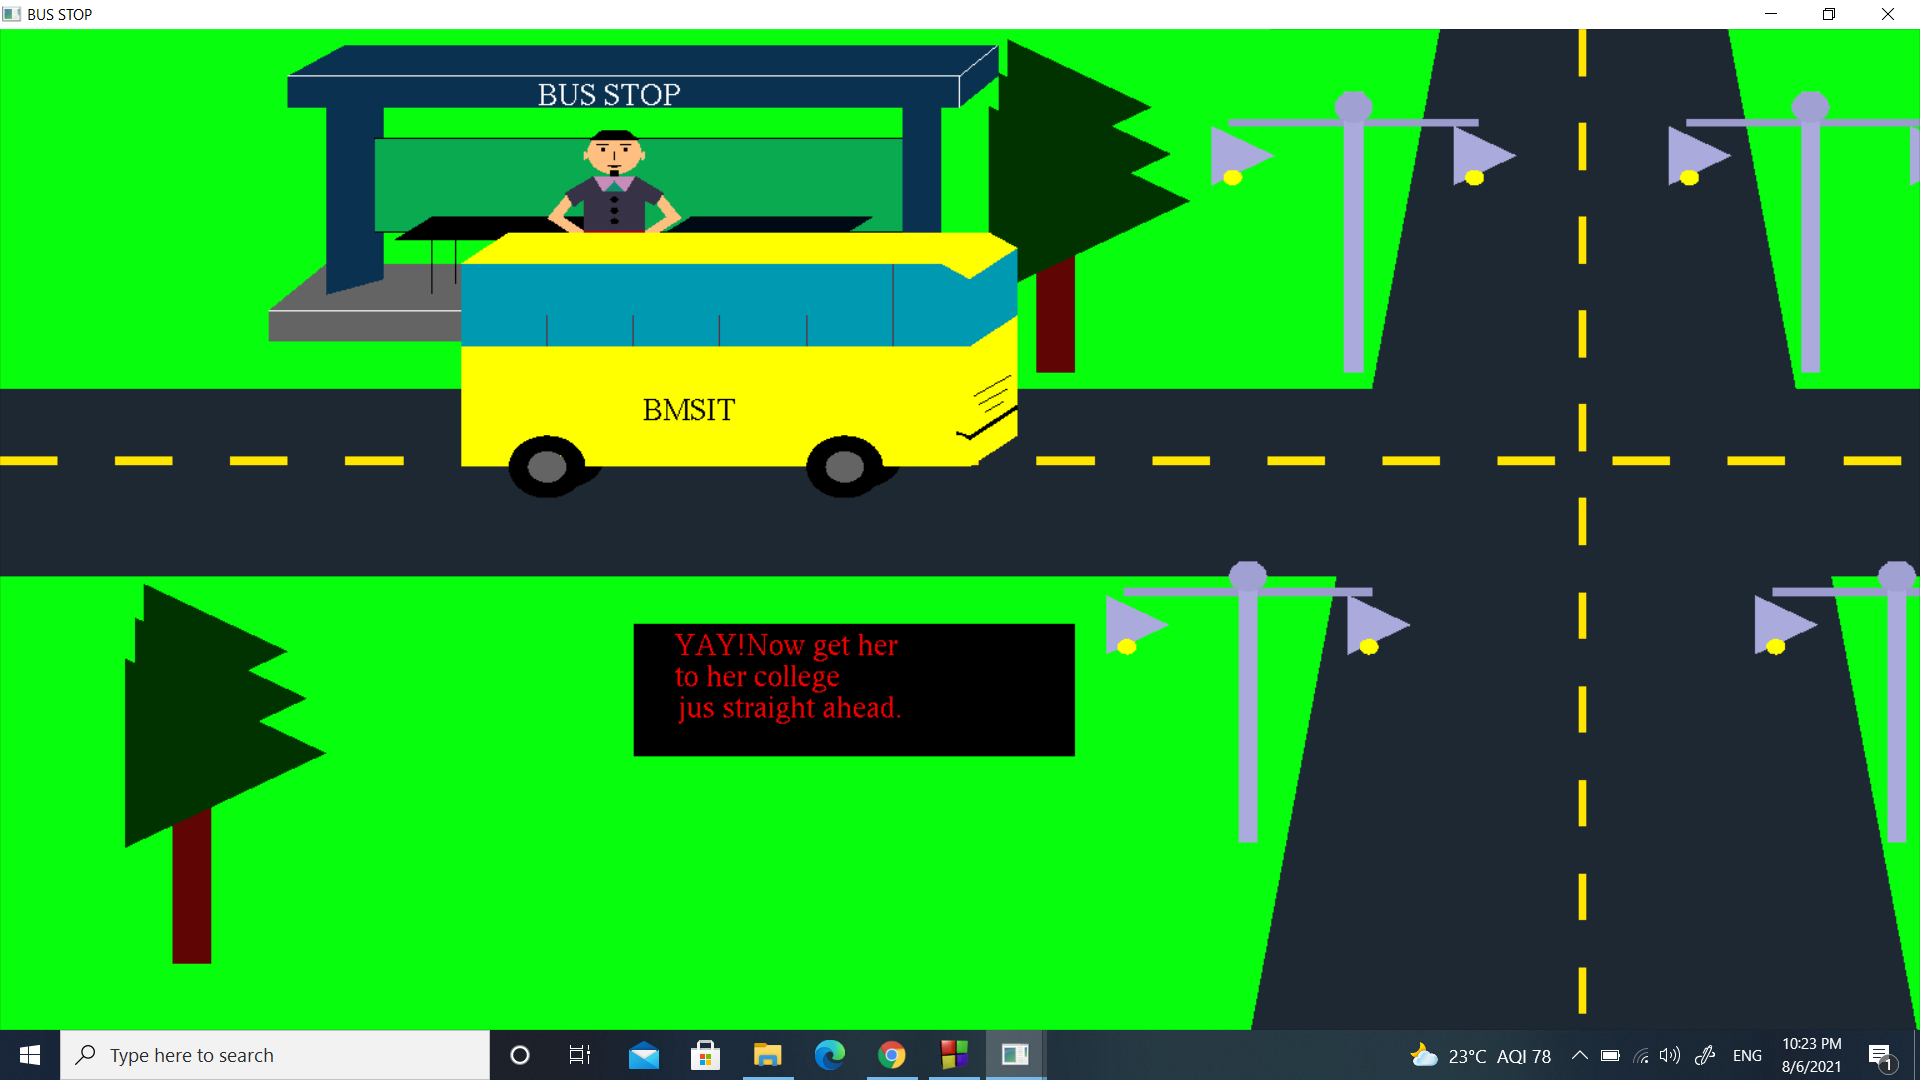 BUS STOP
BUS STOP
BMSIT
YAY!Now get her
to her college
jus straight ahead.
Type here to search
23°C AQI 78
ENG
10:23 PM
8/6/2021
1